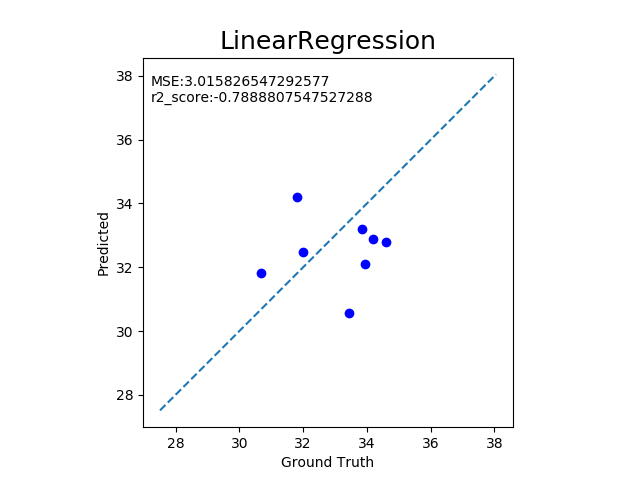 LinearRegression
MSE:3.015826547292577
r2_score:-0.7888807547527288
38
36
34
32
30
28
Predicted
28 30 32 34 36 38
Ground Truth